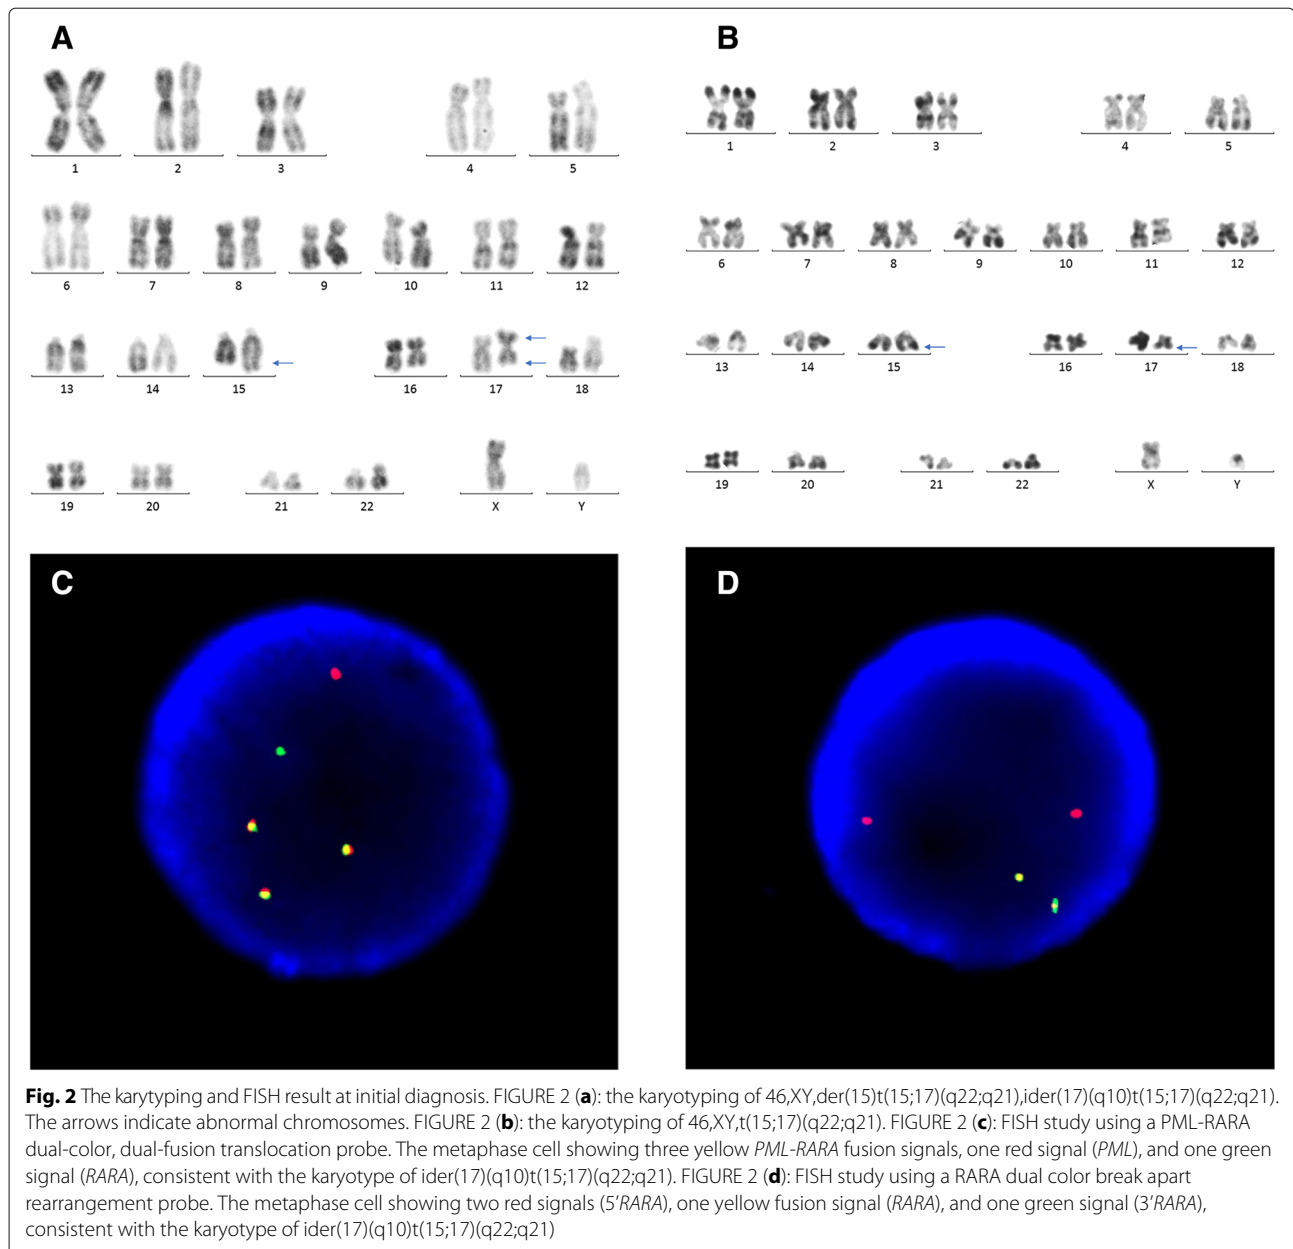 A
B
1 2 3 4 5
1 2 3 4 5
6 7 8 9 10 11 12
6 7 8 9 10 11 12
13 14 15 16 17 18
13 14 15 16 17 18
19 20 21 22 X Y
19 20 21 22 X Y
C
D
Fig. 2 The karytyping and FISH result at initial diagnosis. FIGURE 2 (a): the karyotyping of 46,XY,der(15)t(15;17)(q22;q21),ider(17)(q10)t(15;17)(q22;q21).
The arrows indicate abnormal chromosomes. FIGURE 2 (b): the karyotyping of 46,XY,t(15;17)(q22;q21). FIGURE 2 (c): FISH study using a PML-RARA
dual-color, dual-fusion translocation probe. The metaphase cell showing three yellow PML-RARA fusion signals, one red signal (PML), and one green
signal (RARA), consistent with the karyotype of ider(17)(q10)t(15;17)(q22;q21). FIGURE 2 (d): FISH study using a RARA dual color break apart
rearrangement probe. The metaphase cell showing two red signals (5'RARA), one yellow fusion signal (RARA), and one green signal (3'RARA),
consistent with the karyotype of ider(17)(q10)t(15;17)(q22;q21)